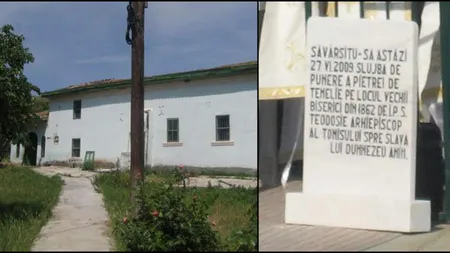 SĂVÂRȘITU-SA ASTĂZI
27.VI.2009 SLUJBA DE
PUNERE A PIETREI DE
TEMELIE PE LOCUL VECHII
BISERICI DIN 1862 DE I.P.S.
TEODOSIE ARHIEPISCOP
AL TOMISULUI SPRE SLAVA
LUI DUMNEZEU AMIN.